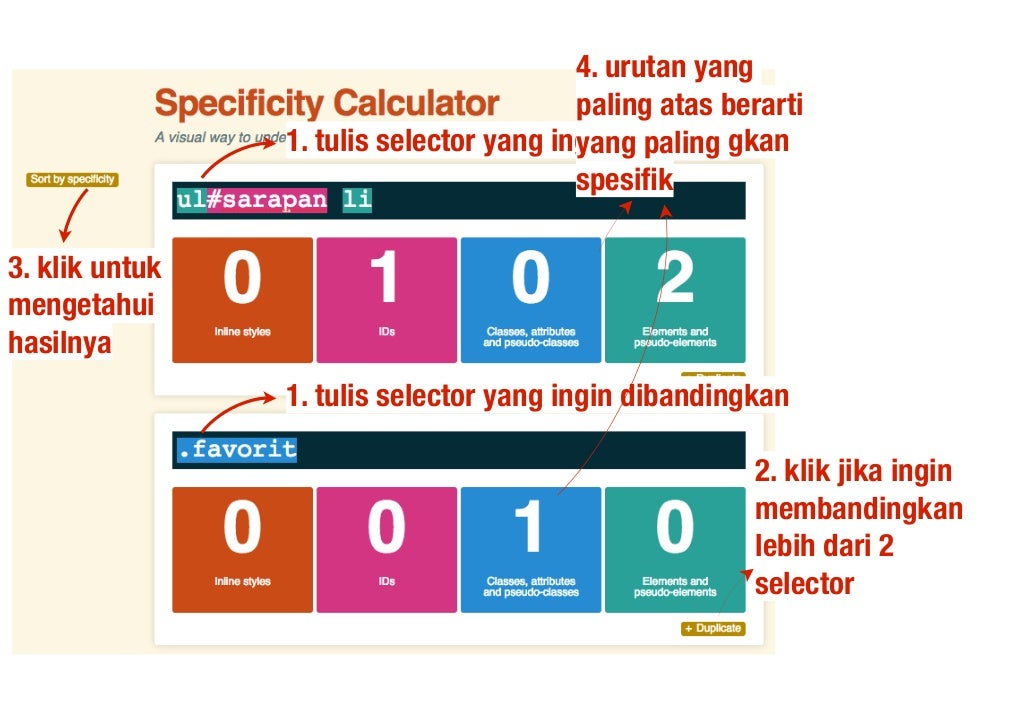 4. urutan yang
paling atas berarti
yang paling
spesifik
Specificity Calculator
A visual way to
1. tulis selector yang
Sort by specificity
ul#sarapan li
3. klik untuk
mengetahui
hasilnya
0
Inline styles
1
IDs
0
Classes, attributes
and pseudo-classes
2
Elements and
pseudo-elements
1. tulis selector yang ingin dibandingkan
.favorit
2. klik jika ingin
membandingkan
lebih dari 2
selector
0
Inline styles
0
IDs
1
Classes, attributes
and pseudo-classes
0
Elements and
pseudo-elements
+ Duplicate